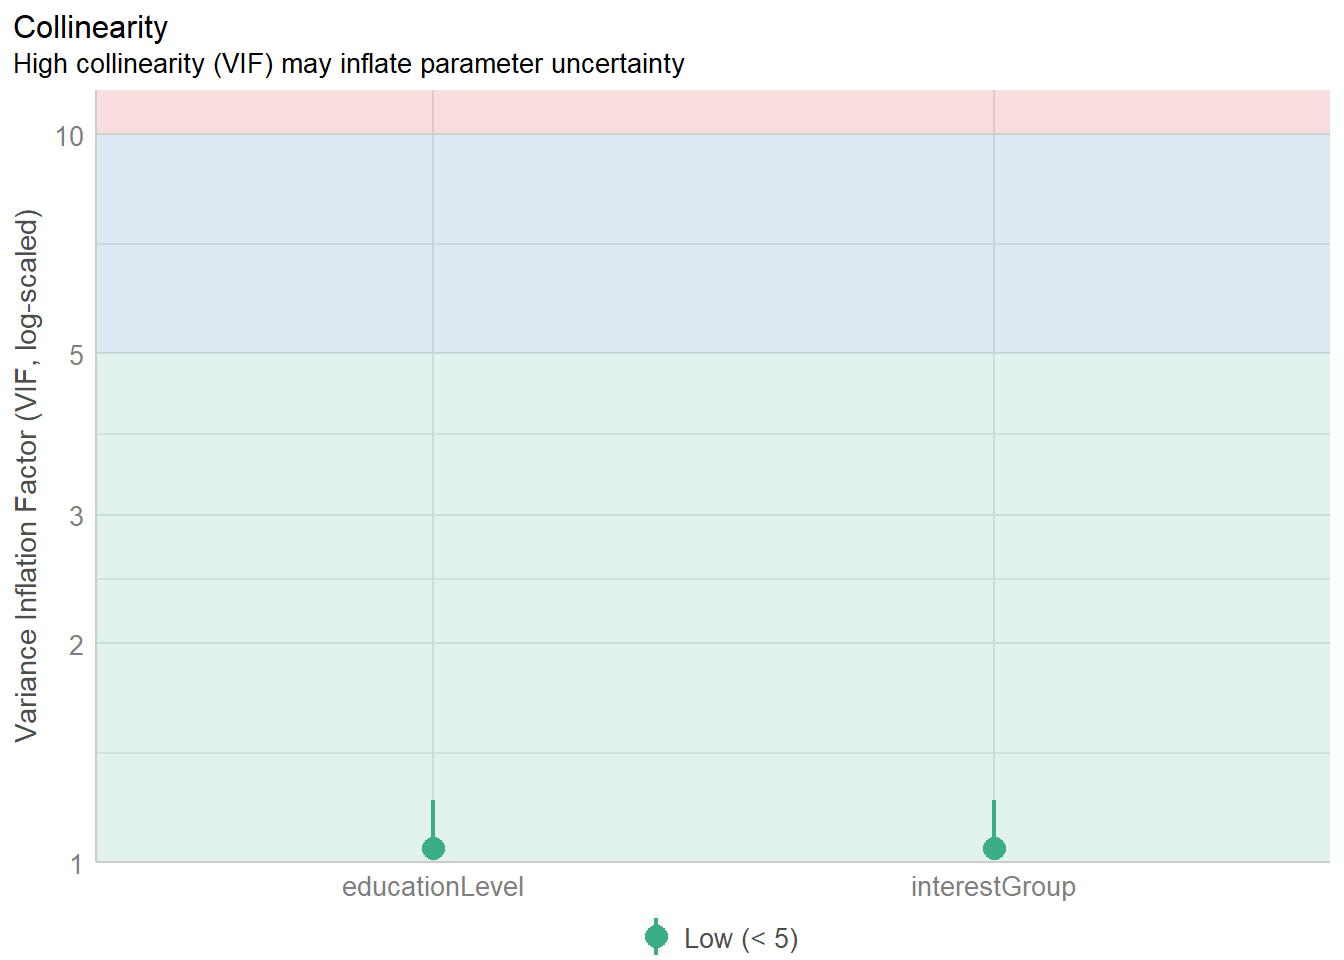 Collinearity
High collinearity (VIF) may inflate parameter uncertainty
Variance Inflation Factor (VIF, log-scaled)
10
5
3
2
1
educationLevel
interestGroup
Low (< 5)